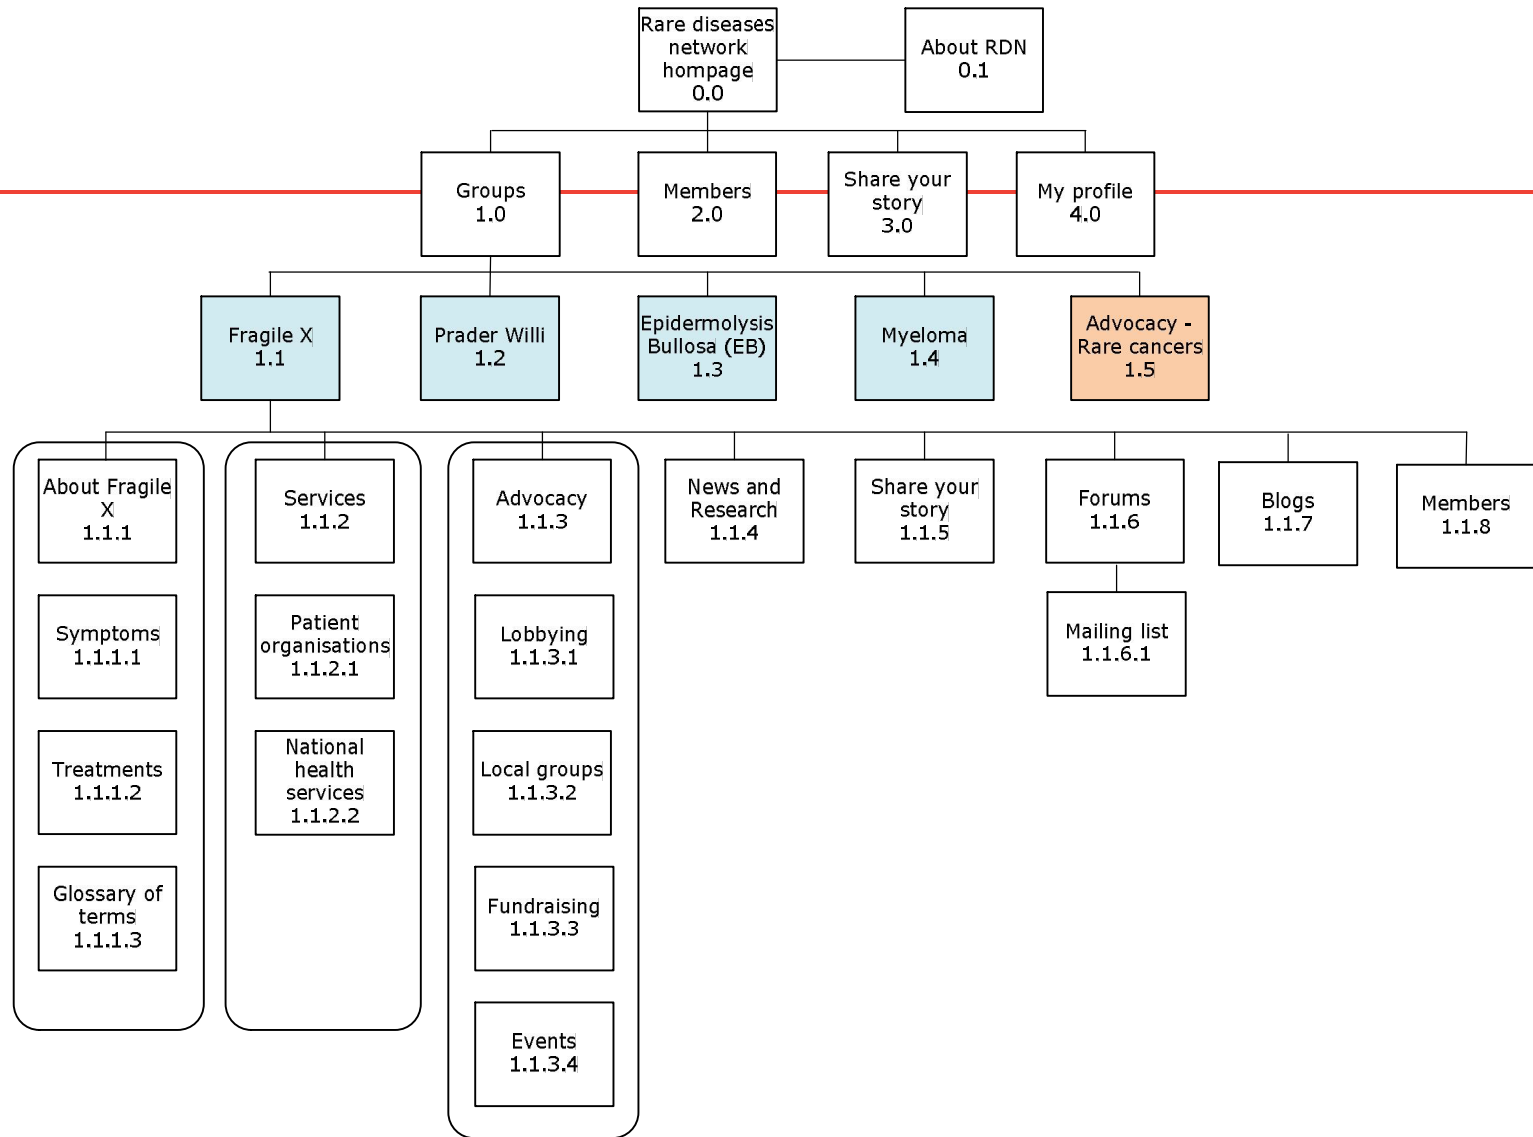 Rare diseases
network
hompage
0.0
About RDN
0.1
Groups
1.0
Members
2.0
Share your
story
3.0
My profile
4.0
Fragile X
1.1
Prader Willi
1.2
Epidermolysis
Bullosa (EB)
1.3
Myeloma
1.4
Advocacy -
Rare cancers
1.5
About Fragile
X
1.1.1
Services
1.1.2
Advocacy
1.1.3
News and
Research
1.1.4
Share your
story
1.1.5
Forums
1.1.6
Blogs
1.1.7
Members
1.1.8
Symptoms
1.1.1.1
Patient
organisations
1.1.2.1
Lobbying
1.1.3.1
Mailing list
1.1.6.1
Treatments
1.1.1.2
National
health
services
1.1.2.2
Local groups
1.1.3.2
Glossary of
terms
1.1.1.3
Fundraising
1.1.3.3
Events
1.1.3.4